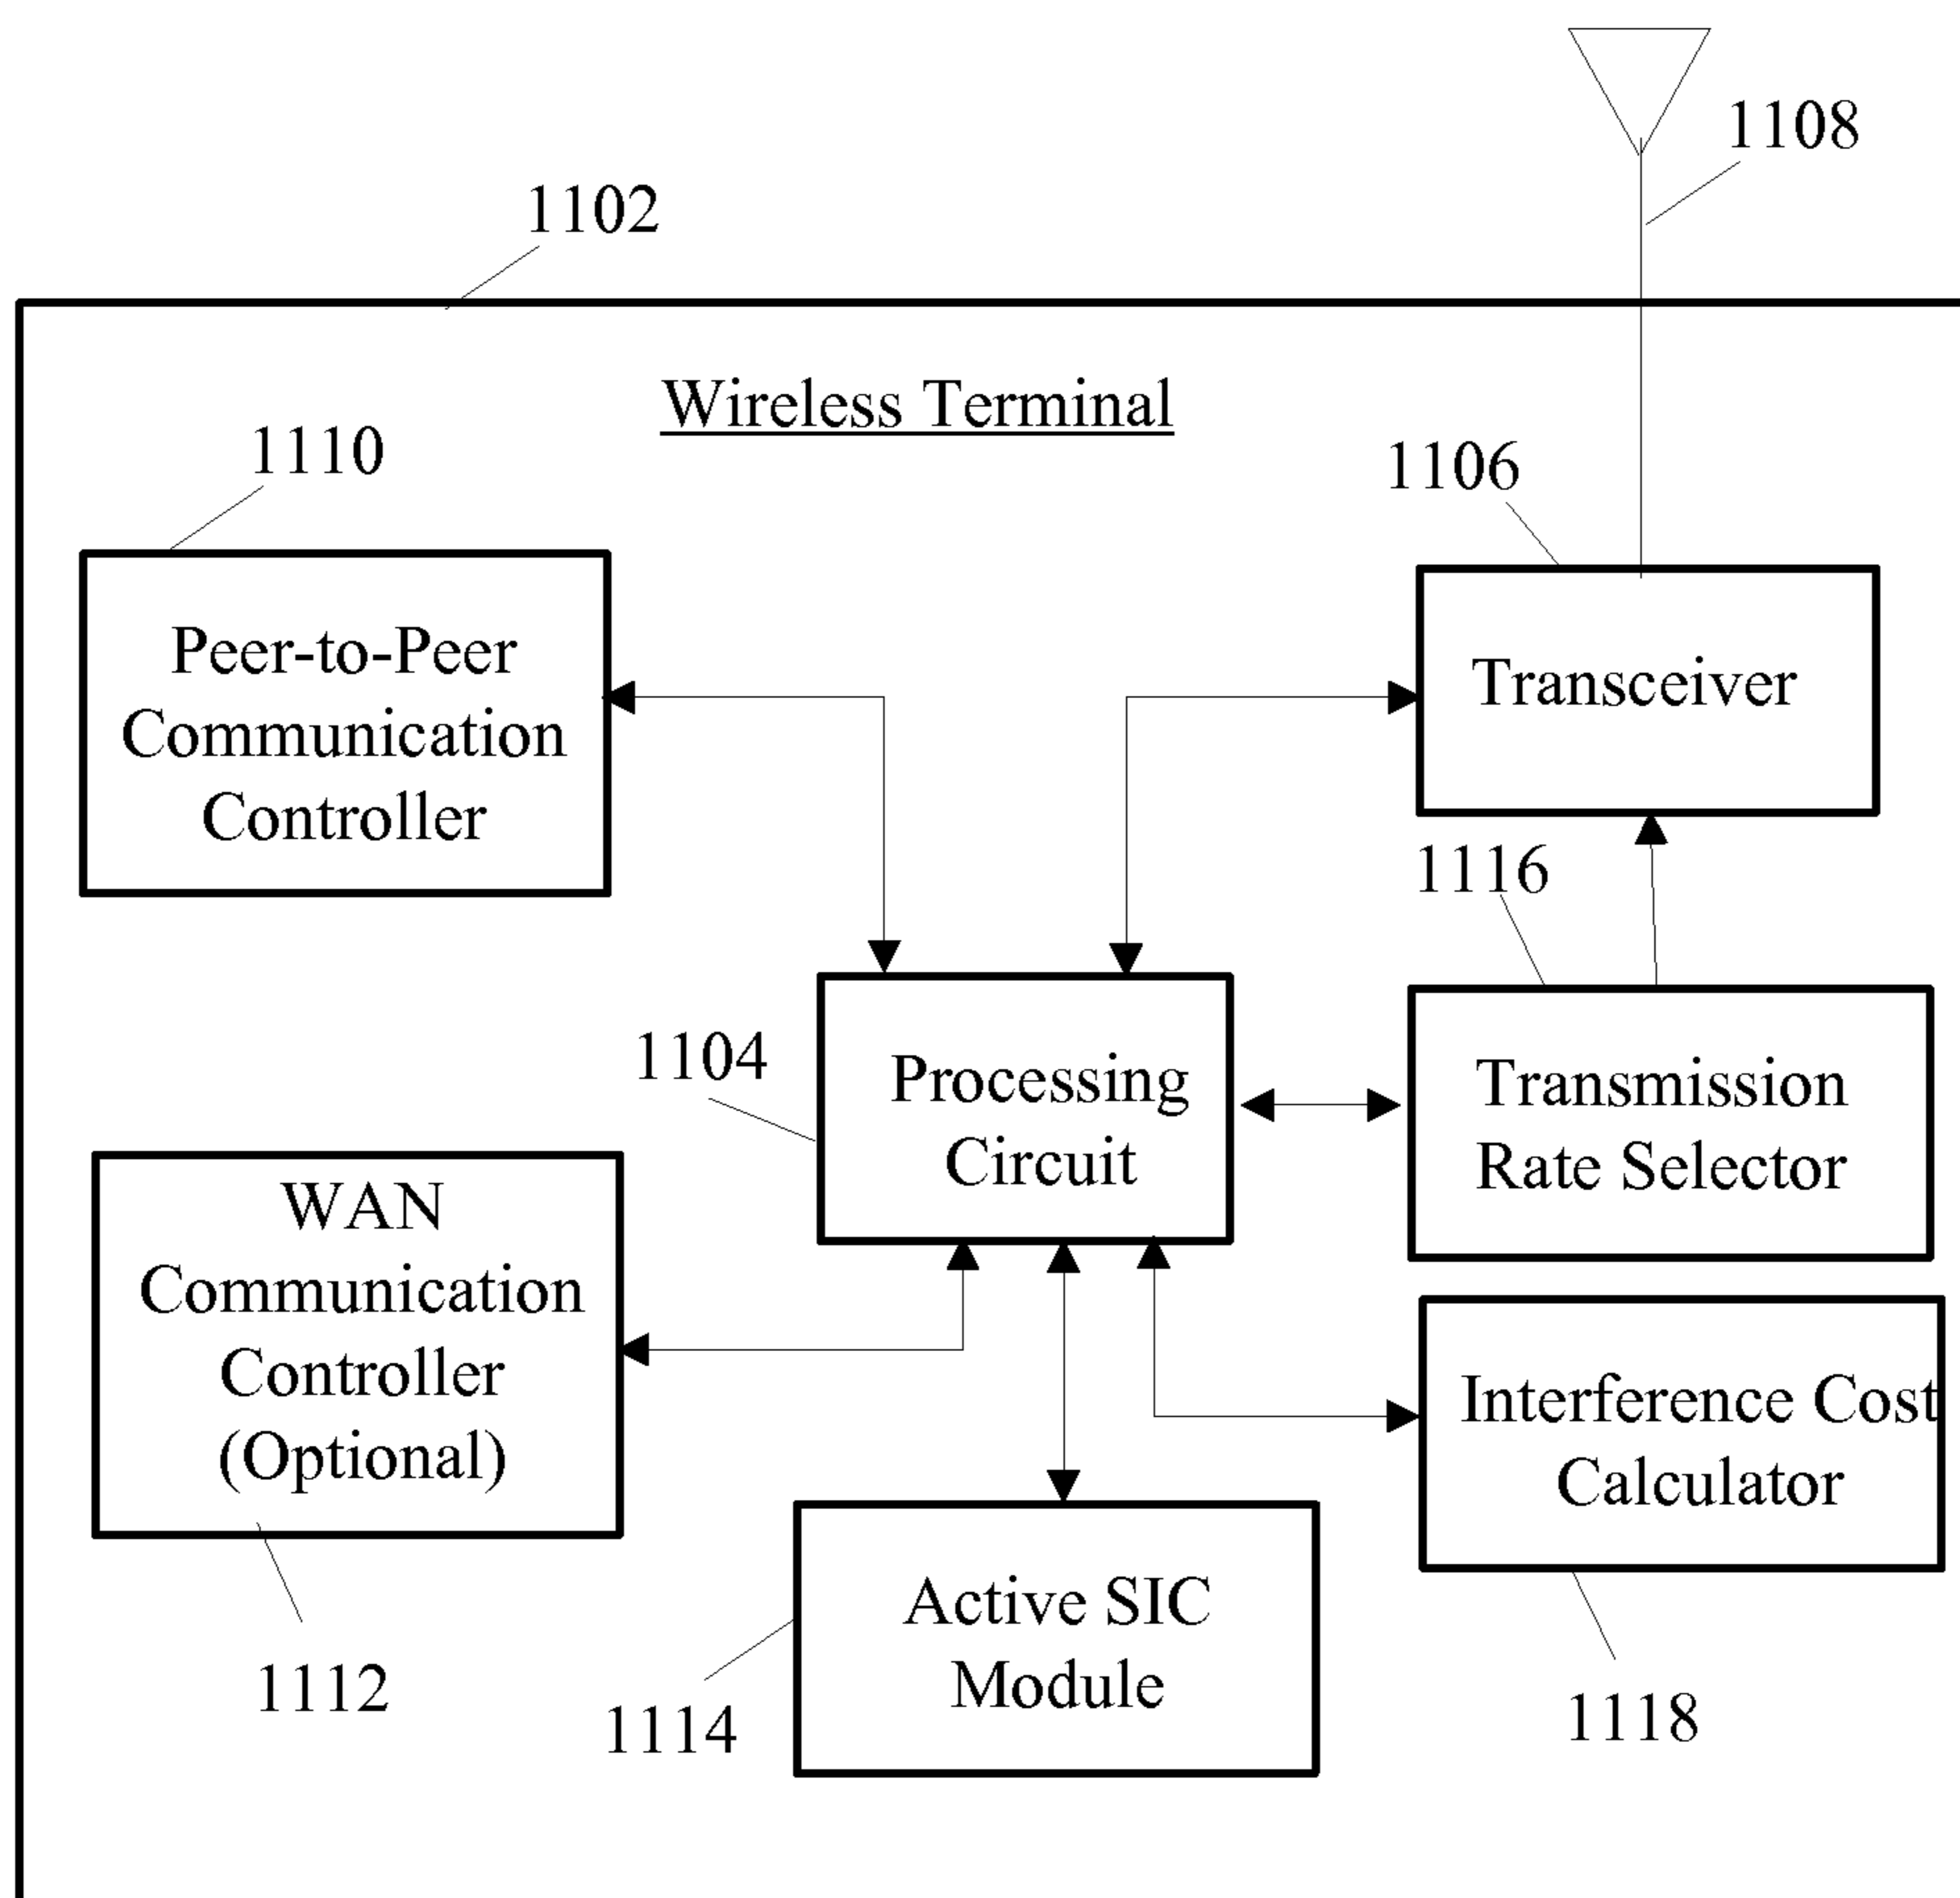 1108
1102
Wireless Terminal
1110
1106
Peer-to-Peer
Communication
Controller
Transceiver
1116
1104
Processing
Circuit
Transmission
Rate Selector
WAN
Communication
Controller
(Optional)
Interference Cost
Calculator
Active SIC
Module
1112
1114
1118